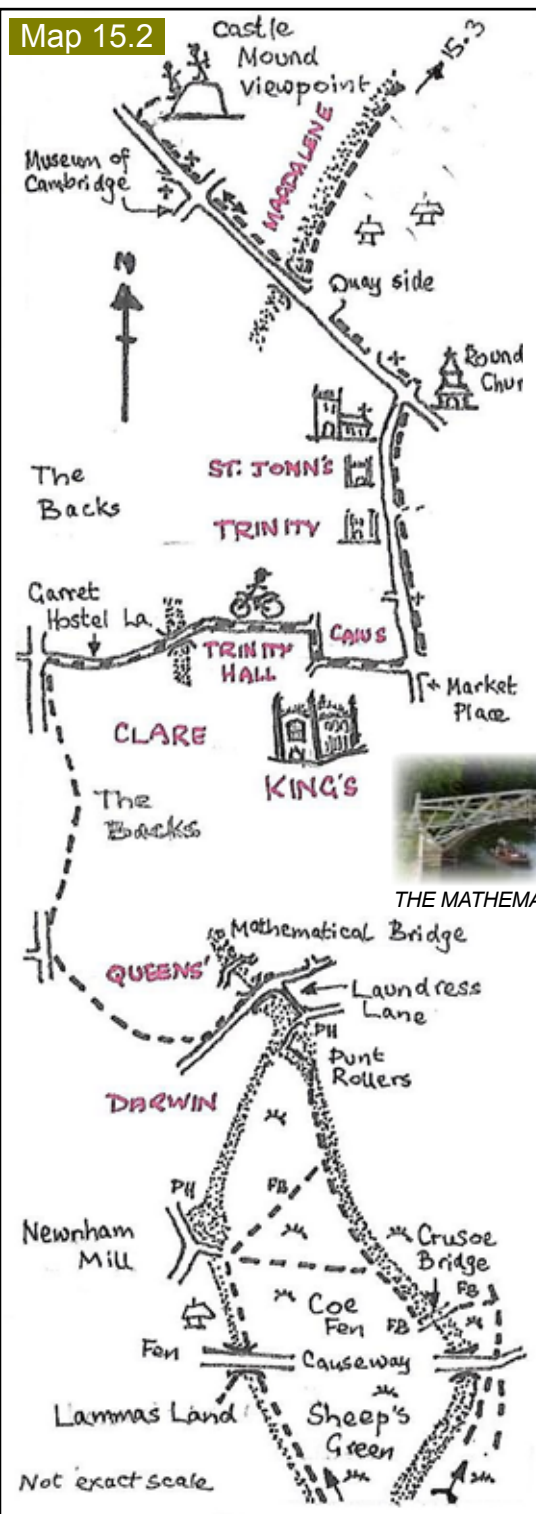 Map 15.2
Castle
Mound
viewpoint
15.3
MAGDALENE
Museum of
Cambridge
N
Quay side
Round
Chur
ST. JONN'S
The
Backs
TRINITY
Garret
Hostel La.
CAIUS
TRINITY
HALL
Market
Place
CLARE
KING'S
The
Backs
THE MATHEMA
Mathematical Bridge
QUEENS'
Laundress
Lane
PH
Punt
Rollers
DARWIN
PH
FB
Newnham
Mill
Crusoe
Bridge
FB
Coe
Fen
FB
Fen
Causeway
Lammas Land
Sheep's
Green
Not exact scale